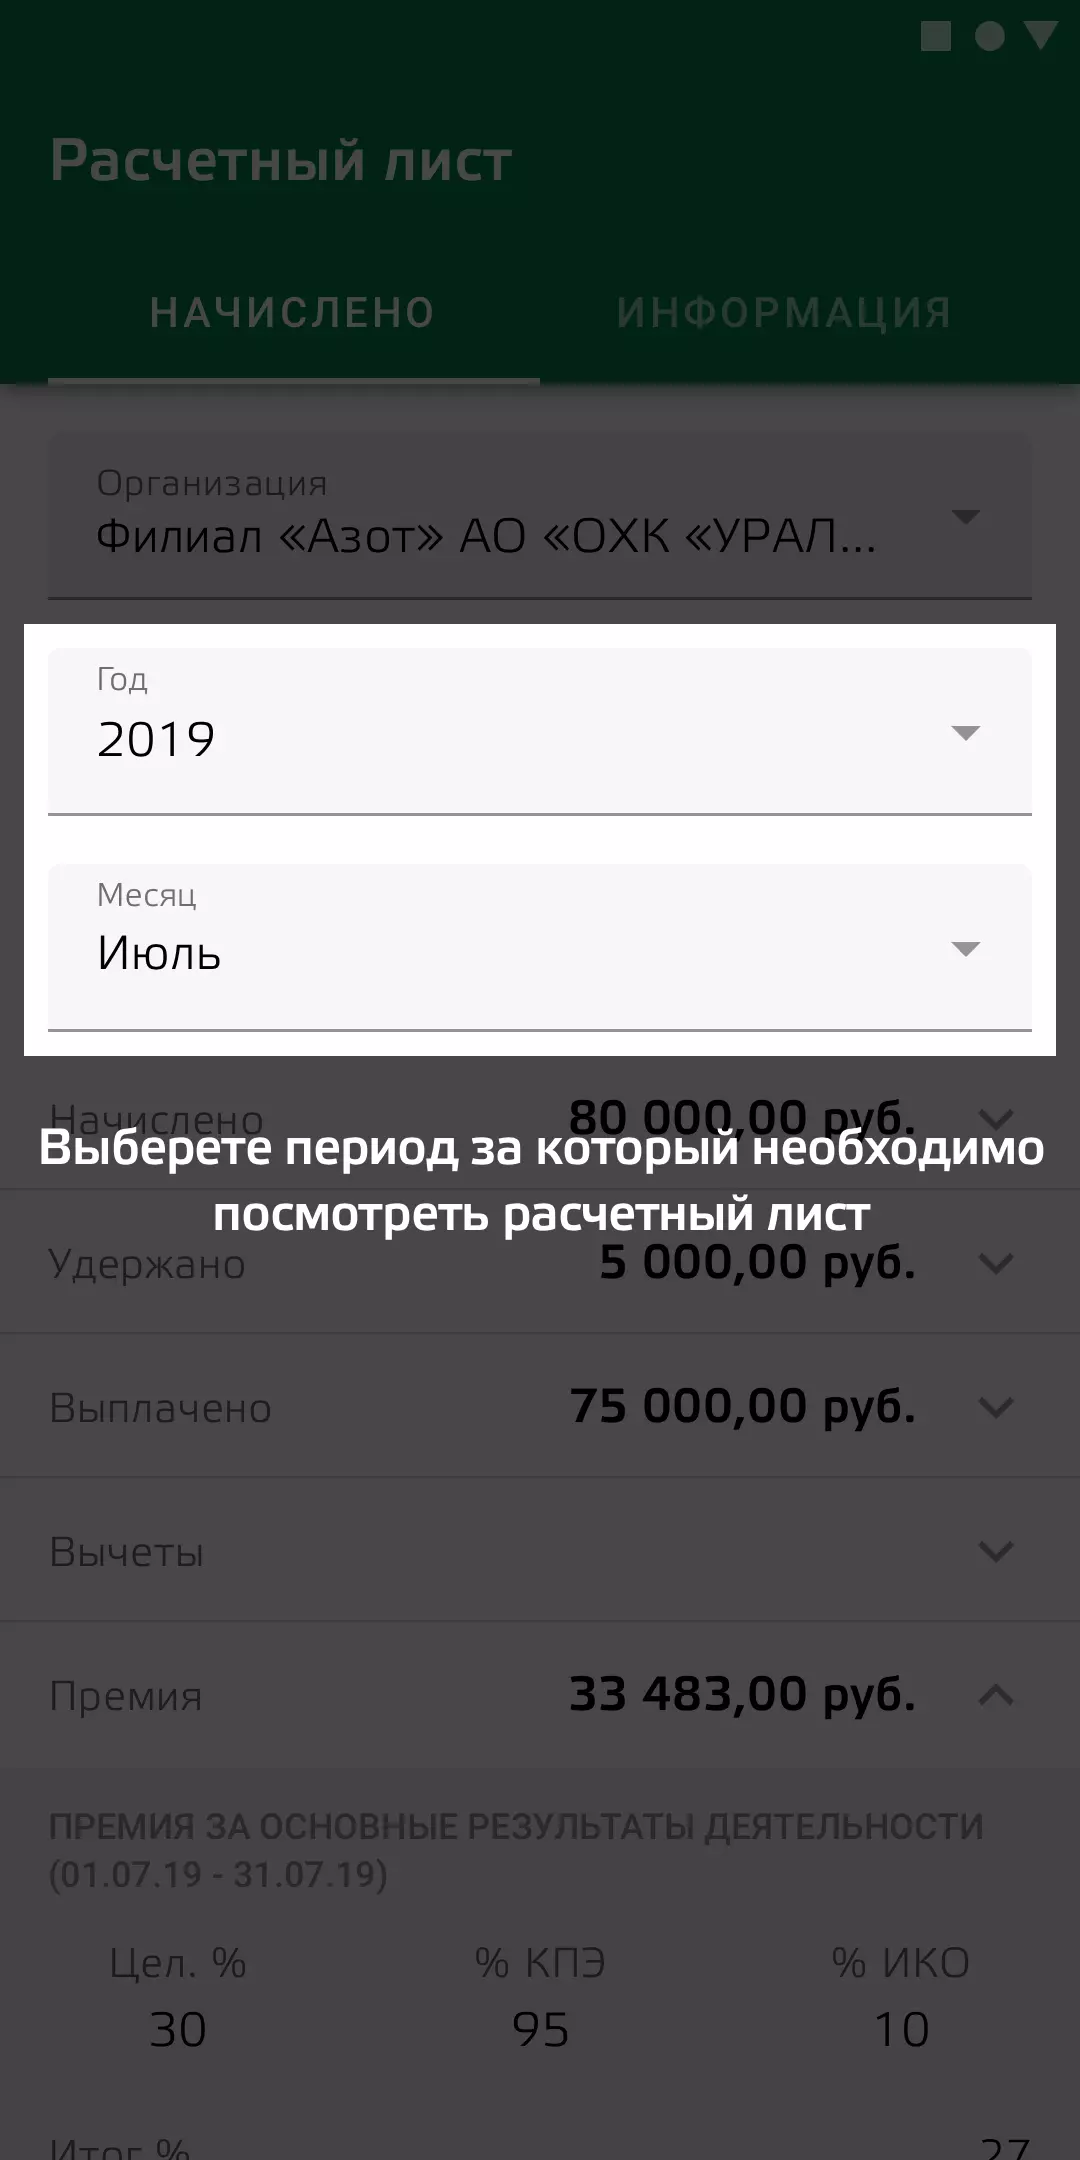 Расчетный лист
НАЧИСЛЕНО ИНФОРМАЦИЯ
Организация
Филиал «Азот» АО «ОХК «УРАЛ...
Год
2019
Месяц
Июль
Начислено 80 000,00 руб.
Выберете период за который необходимо
посмотреть расчетный лист
Удержано 5 000,00 руб.
Выплачено 75 000,00 руб.
Вычеты
Премия 33 483,00 руб.
ПРЕМИЯ ЗА ОСНОВНЫЕ РЕЗУЛЬТАТЫ ДЕЯТЕЛЬНОСТИ
(01.07.19 - 31.07.19)
Цел. % % КПЭ % ИКО
30 95 10
Итог % 27